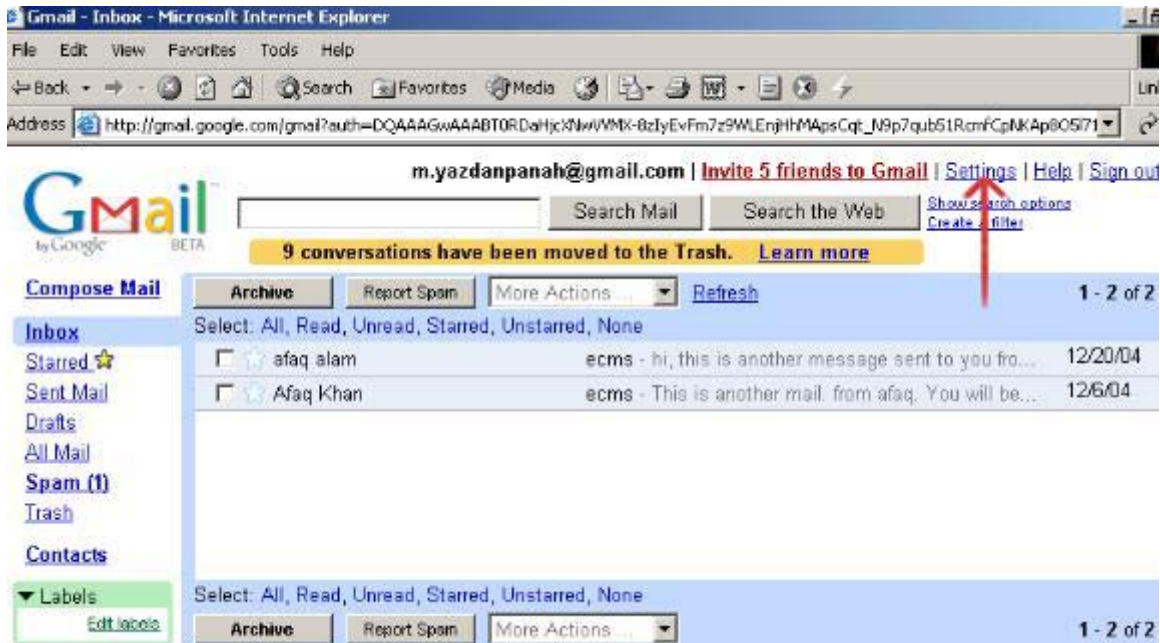 Gmail - Inbox - Microsoft Internet Explorer
File Edit View Favorites Tools Help
Back Search Favorites Media
Address http://gmail.google.com/gmail?auth=
m.yazdanpanah@gmail.com | Invite 5 friends to Gmail | Settings | Help | Sign out
Gmail
by Google BETA
Search Mail Search the Web Show search options
Create a filter
9 conversations have been moved to the Trash. Learn more
Compose Mail Archive Report Spam More Actions ... Refresh 1 - 2 of 2
Select: All, Read, Unread, Starred, Unstarred, None
Inbox
Starred afaq alam ecms - hi, this is another message sent to you fro... 12/20/04
Sent Mail Afaq Khan ecms - This is another mail. from afaq. You will be... 12/6/04
Drafts
All Mail
Spam (1)
Trash
Contacts
Labels Select: All, Read, Unread, Starred, Unstarred, None
Edit labels Archive Report Spam More Actions ... 1 - 2 of 2